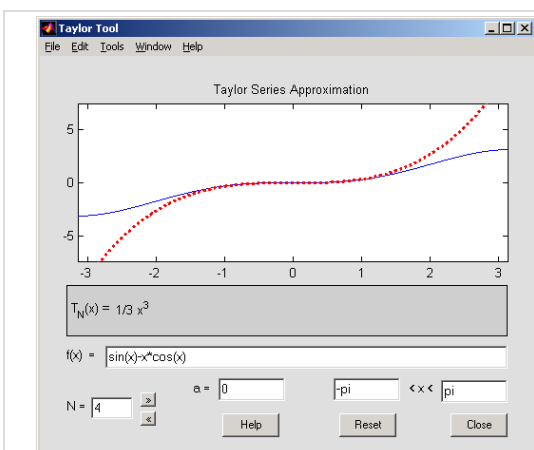 Taylor Tool
File Edit Tools Window Help
Taylor Series Approximation
5
0
-5
-3 -2 -1 0 1 2 3
T_N(x) = 1/3 x^3
f(x) = sin(x)-x*cos(x)
N = 4 » « a = 0 -pi < x < pi
Help Reset Close